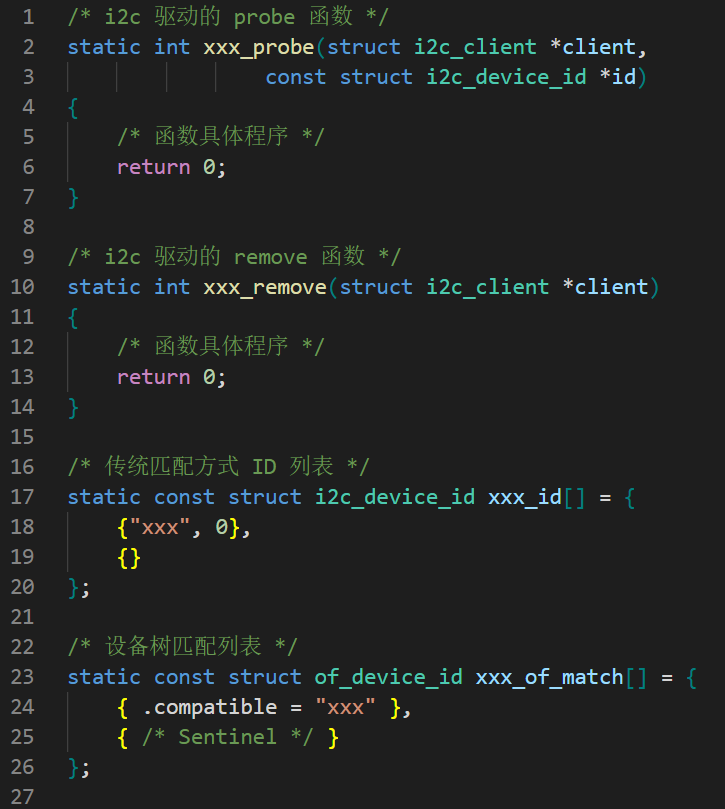 1 /* i2c 驱动的 probe 函数 */
2 static int xxx_probe(struct i2c_client *client,
3                 const struct i2c_device_id *id)
4 {
5     /* 函数具体程序 */
6     return 0;
7 }
8
9 /* i2c 驱动的 remove 函数 */
10 static int xxx_remove(struct i2c_client *client)
11 {
12     /* 函数具体程序 */
13     return 0;
14 }
15
16 /* 传统匹配方式 ID 列表 */
17 static const struct i2c_device_id xxx_id[] = {
18     {"xxx", 0},
19     {}
20 };
21
22 /* 设备树匹配列表 */
23 static const struct of_device_id xxx_of_match[] = {
24     { .compatible = "xxx" },
25     { /* Sentinel */ }
26 };
27